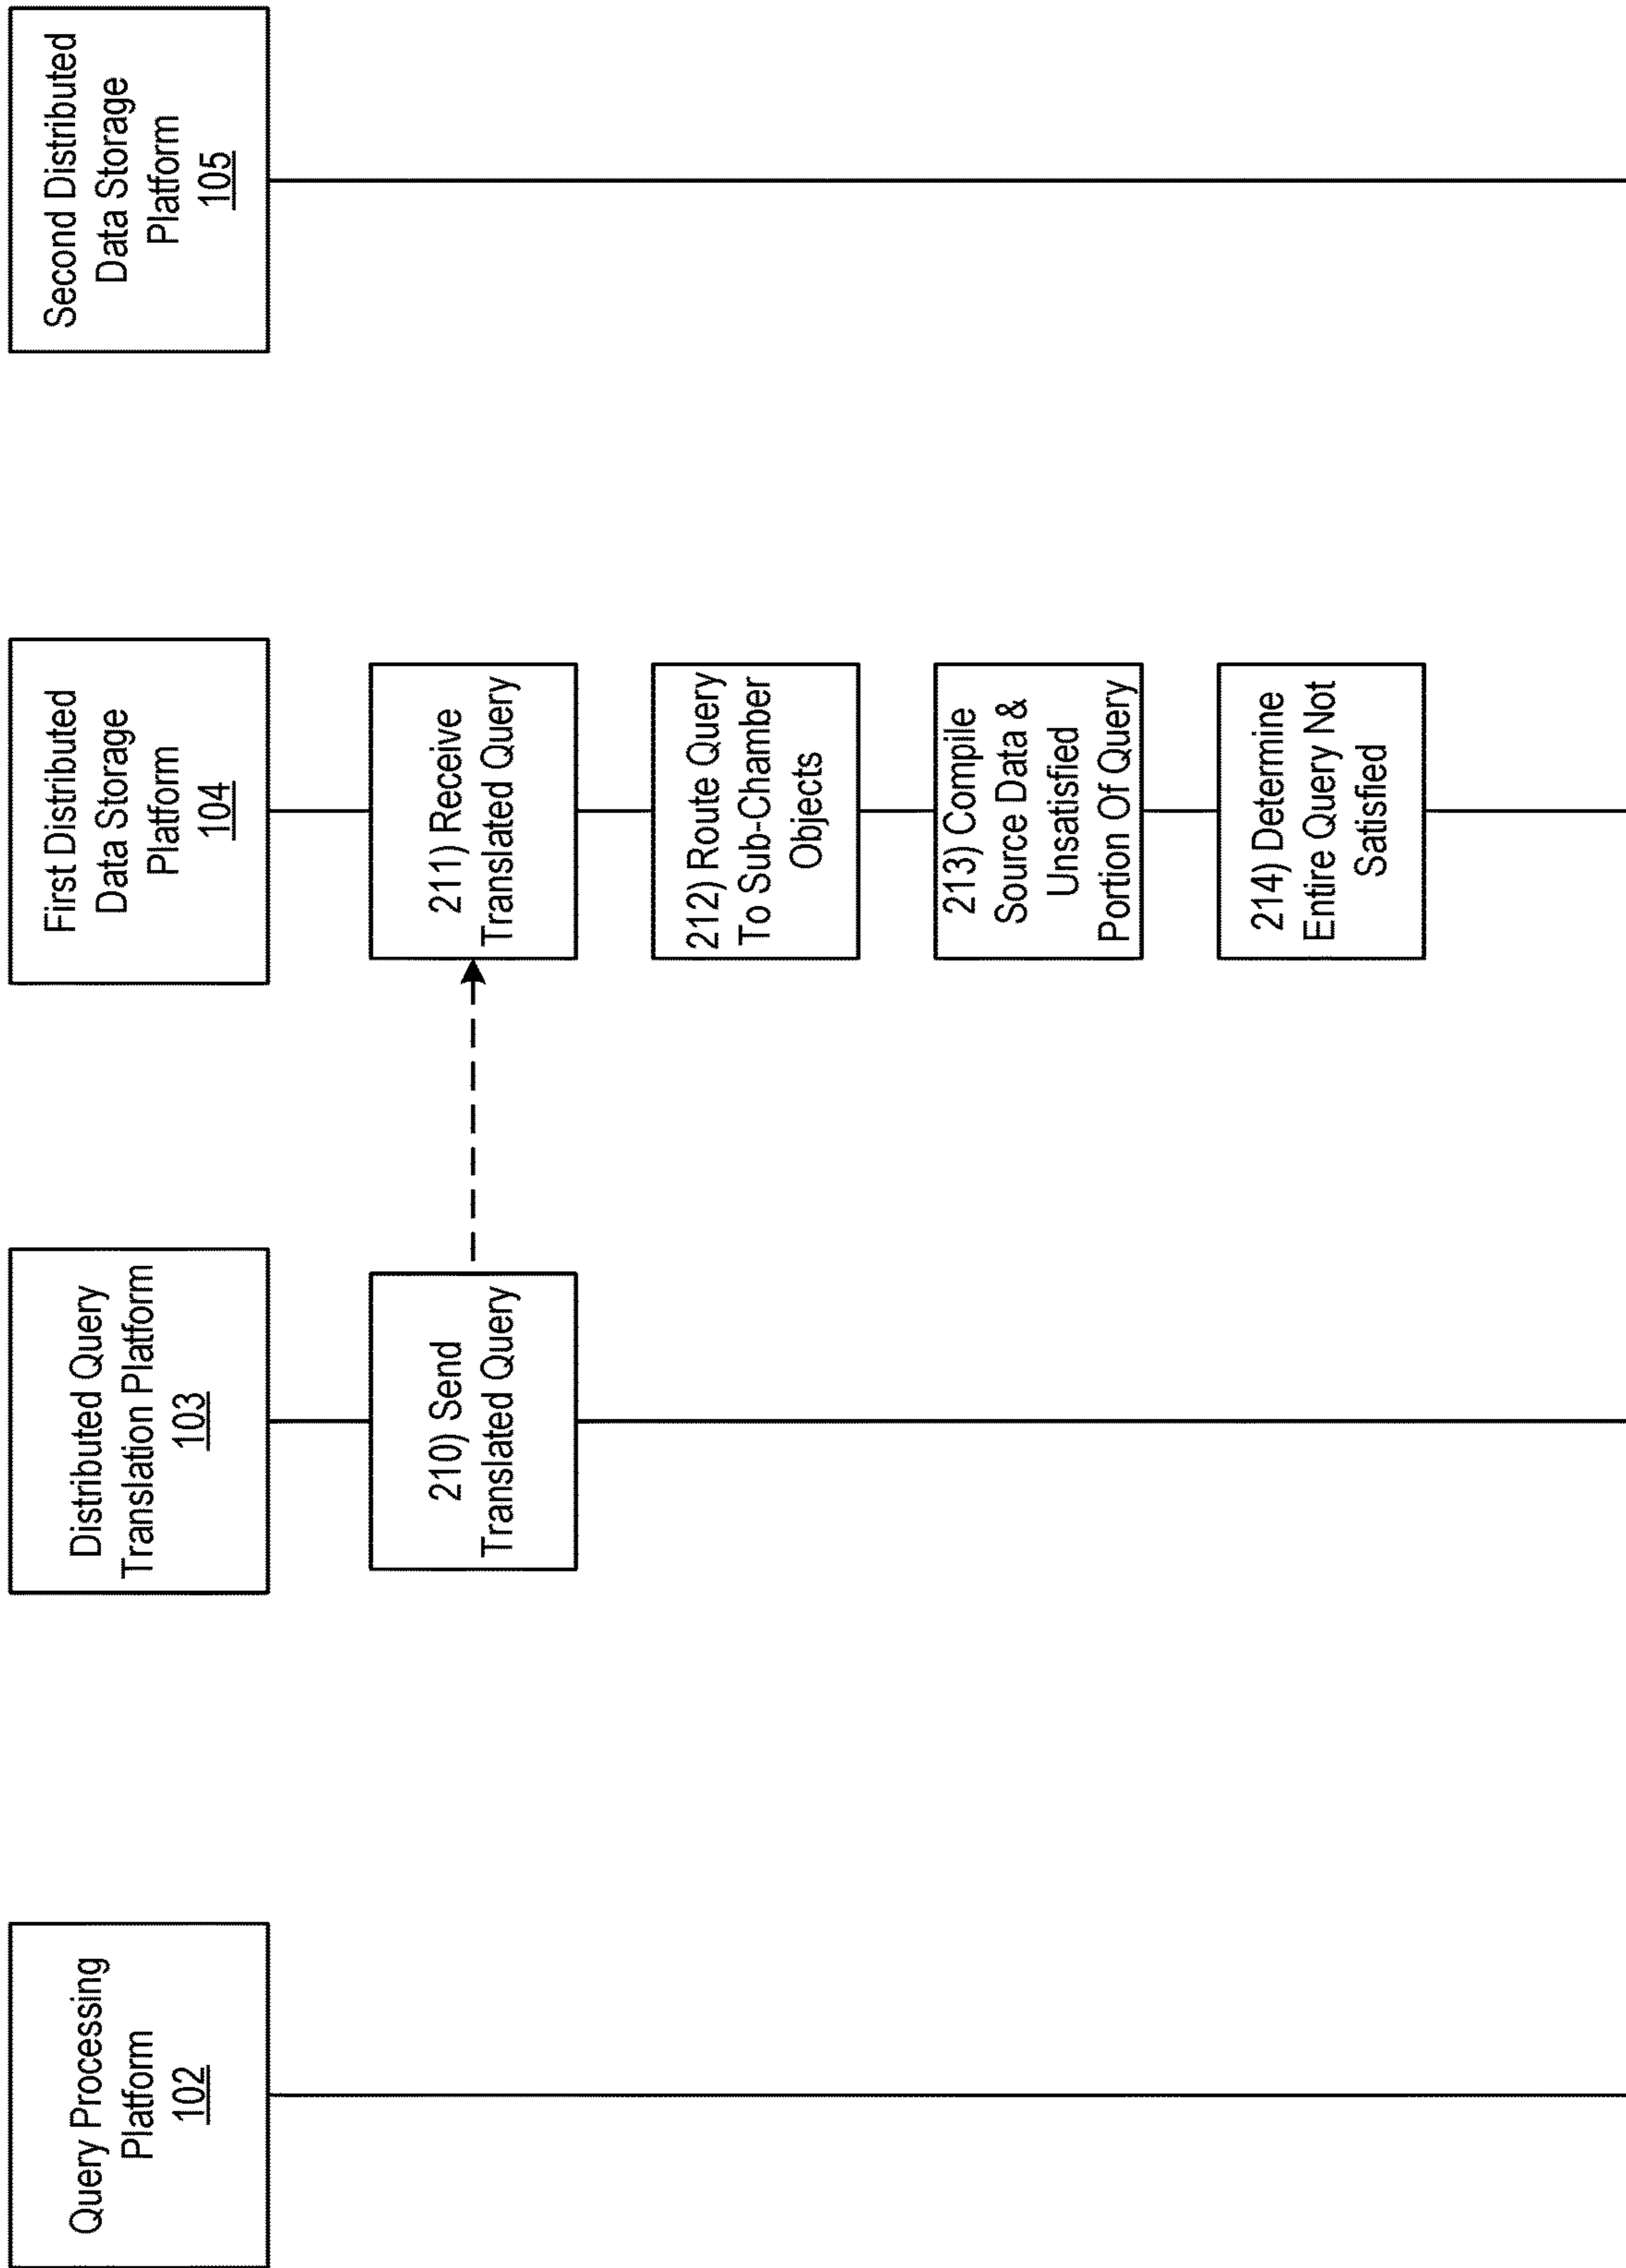 Query Processing
Platform
102
Distributed Query
Translation Platform
103
First Distributed
Data Storage
Platform
104
Second Distributed
Data Storage
Platform
105
210) Send
Translated Query
211) Receive
Translated Query
212) Route Query
To Sub-Chamber
Objects
213) Compile
Source Data &
Unsatisfied
Portion Of Query
214) Determine
Entire Query Not
Satisfied